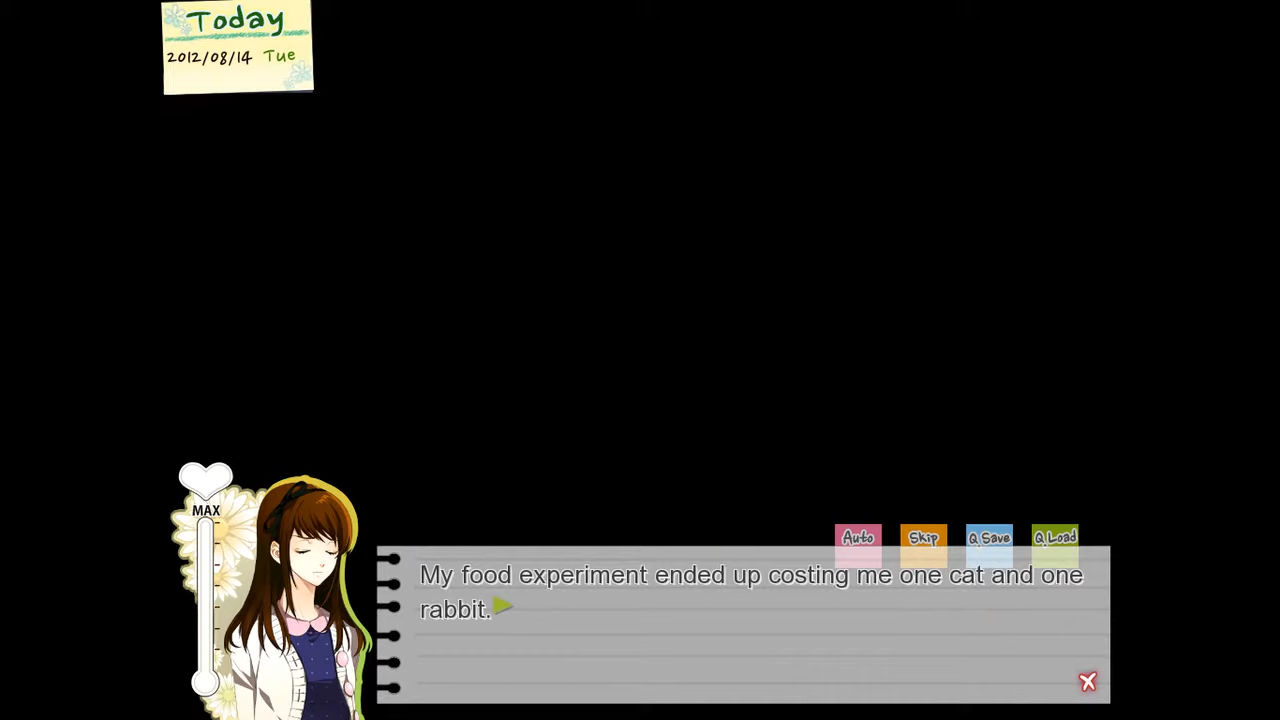 Today
2012/08/14 Tue
MAX
Auto Skip Q.Save Q.Load
My food experiment ended up costing me one cat and one
rabbit.